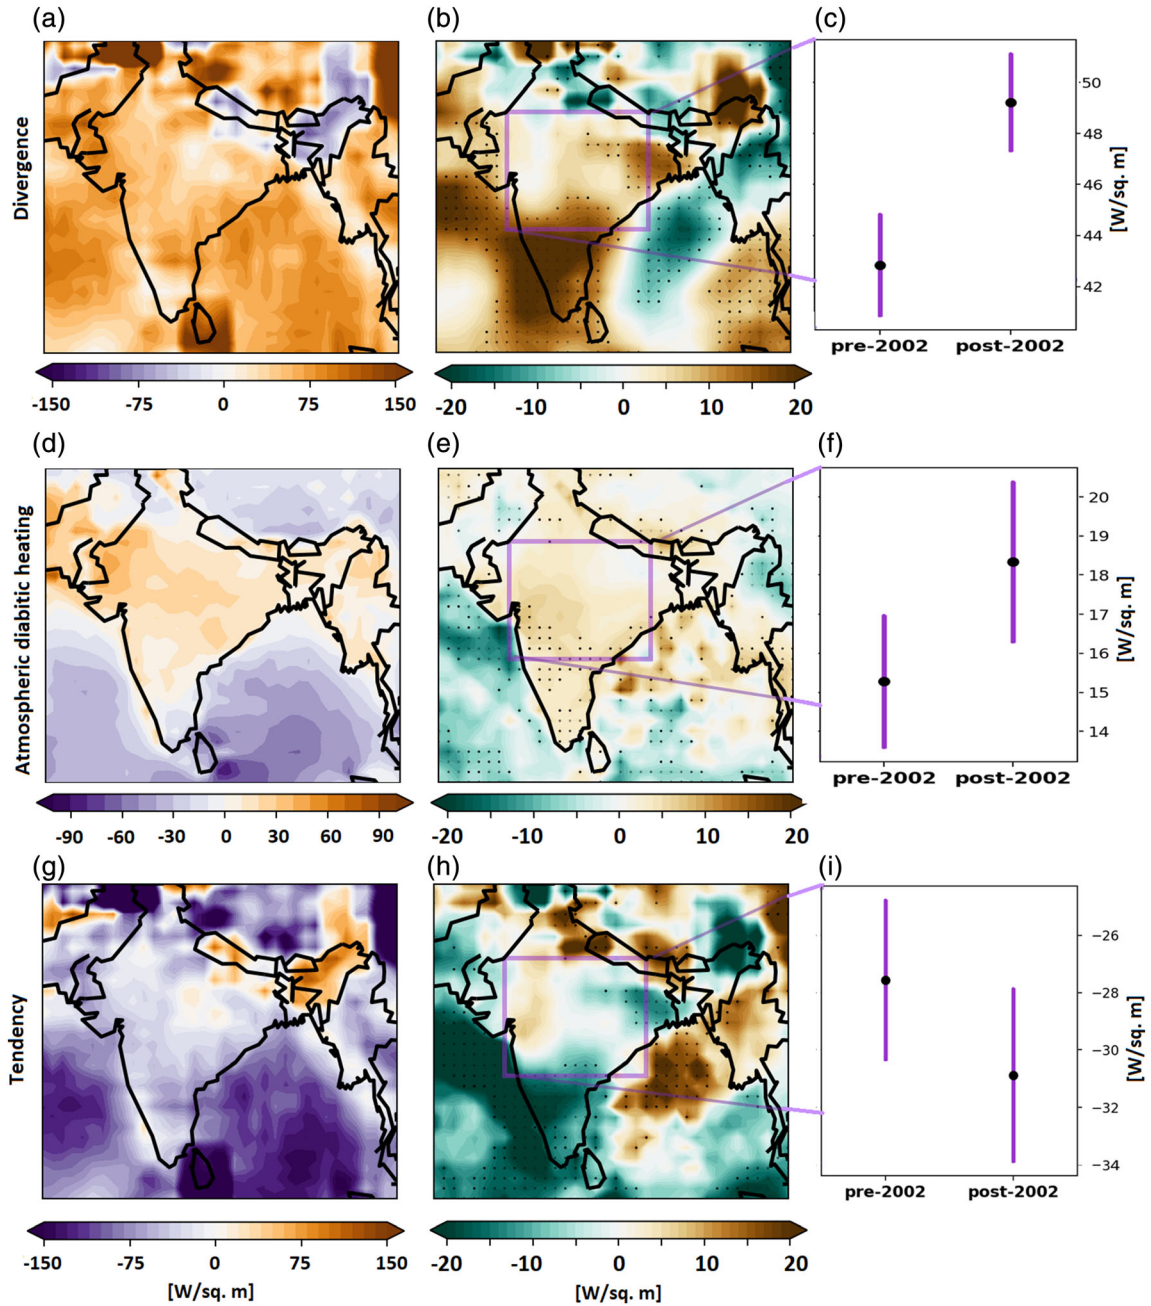 (a) (b) (c)
Divergence
50
48
46
44
42
[W/sq. m]
pre-2002 post-2002
-150 -75 0 75 150
-20 -10 0 10 20
(d) (e) (f)
Atmospheric diabitic heating
20
19
18
17
16
15
14
[W/sq. m]
pre-2002 post-2002
-90 -60 -30 0 30 60 90
-20 -10 0 10 20
(g) (h) (i)
Tendency
−26
−28
−30
−32
−34
[W/sq. m]
pre-2002 post-2002
-150 -75 0 75 150
-20 -10 0 10 20
[W/sq. m] [W/sq. m]